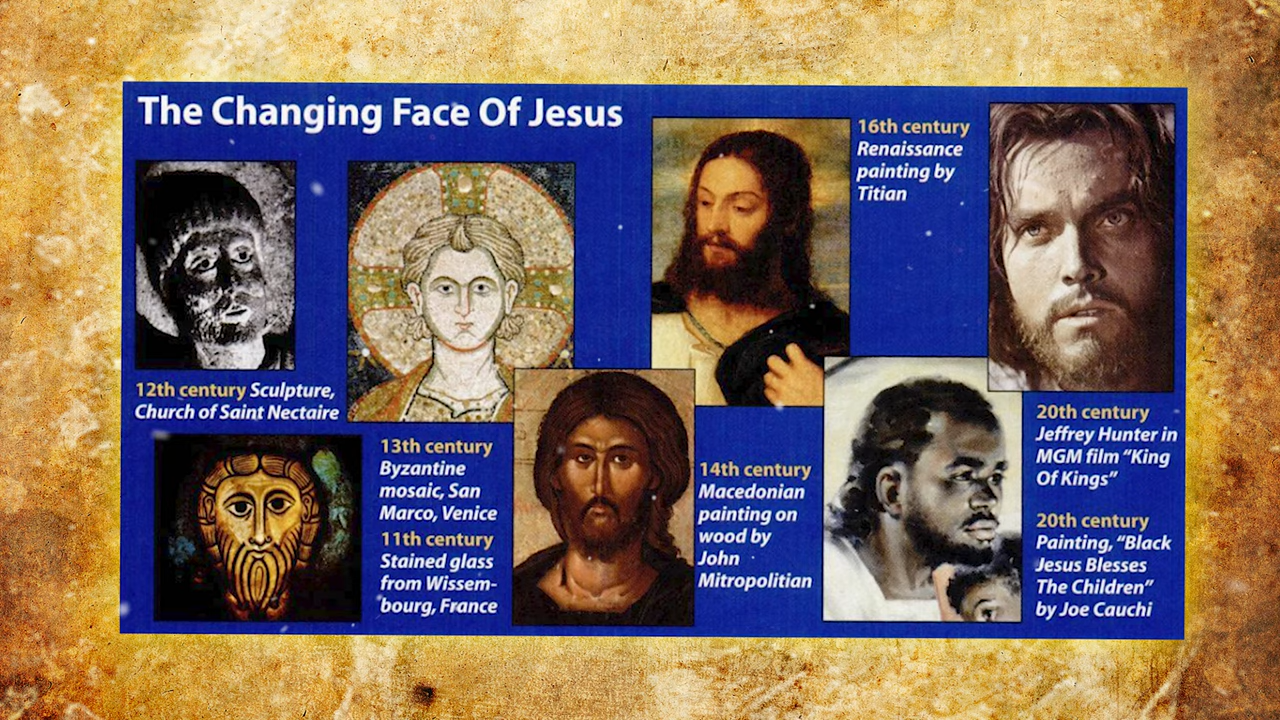 The Changing Face Of Jesus
12th century Sculpture,
Church of Saint Nectaire
13th century
Byzantine
mosaic, San
Marco, Venice
11th century
Stained glass
from Wissem-
bourg, France
14th century
Macedonian
painting on
wood by
John
Mitropolitian
16th century
Renaissance
painting by
Titian
20th century
Jeffrey Hunter in
MGM film “King
Of Kings”
20th century
Painting, “Black
Jesus Blesses
The Children”
by Joe Cauchi